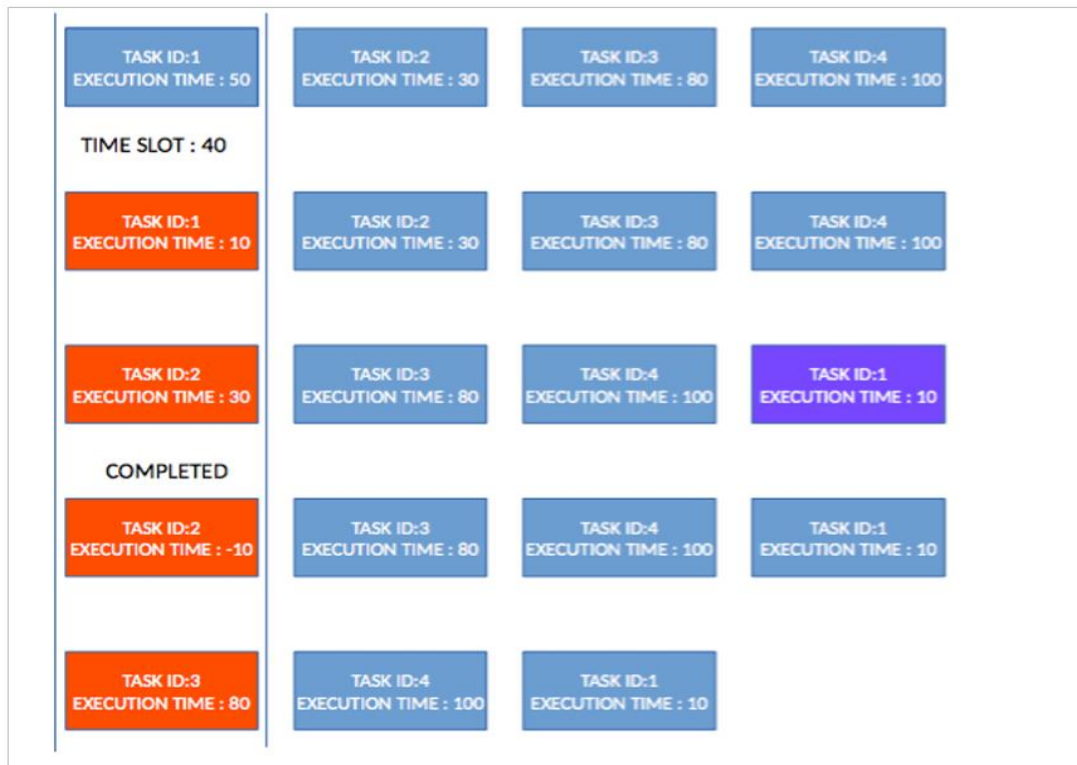 TASK ID:1
EXECUTION TIME : 50
TASK ID:2
EXECUTION TIME : 30
TASK ID:3
EXECUTION TIME : 80
TASK ID:4
EXECUTION TIME : 100
TIME SLOT : 40
TASK ID:1
EXECUTION TIME : 10
TASK ID:2
EXECUTION TIME : 30
TASK ID:3
EXECUTION TIME : 80
TASK ID:4
EXECUTION TIME : 100
TASK ID:2
EXECUTION TIME : 30
TASK ID:3
EXECUTION TIME : 80
TASK ID:4
EXECUTION TIME : 100
TASK ID:1
EXECUTION TIME : 10
COMPLETED
TASK ID:2
EXECUTION TIME : -10
TASK ID:3
EXECUTION TIME : 80
TASK ID:4
EXECUTION TIME : 100
TASK ID:1
EXECUTION TIME : 10
TASK ID:3
EXECUTION TIME : 80
TASK ID:4
EXECUTION TIME : 100
TASK ID:1
EXECUTION TIME : 10